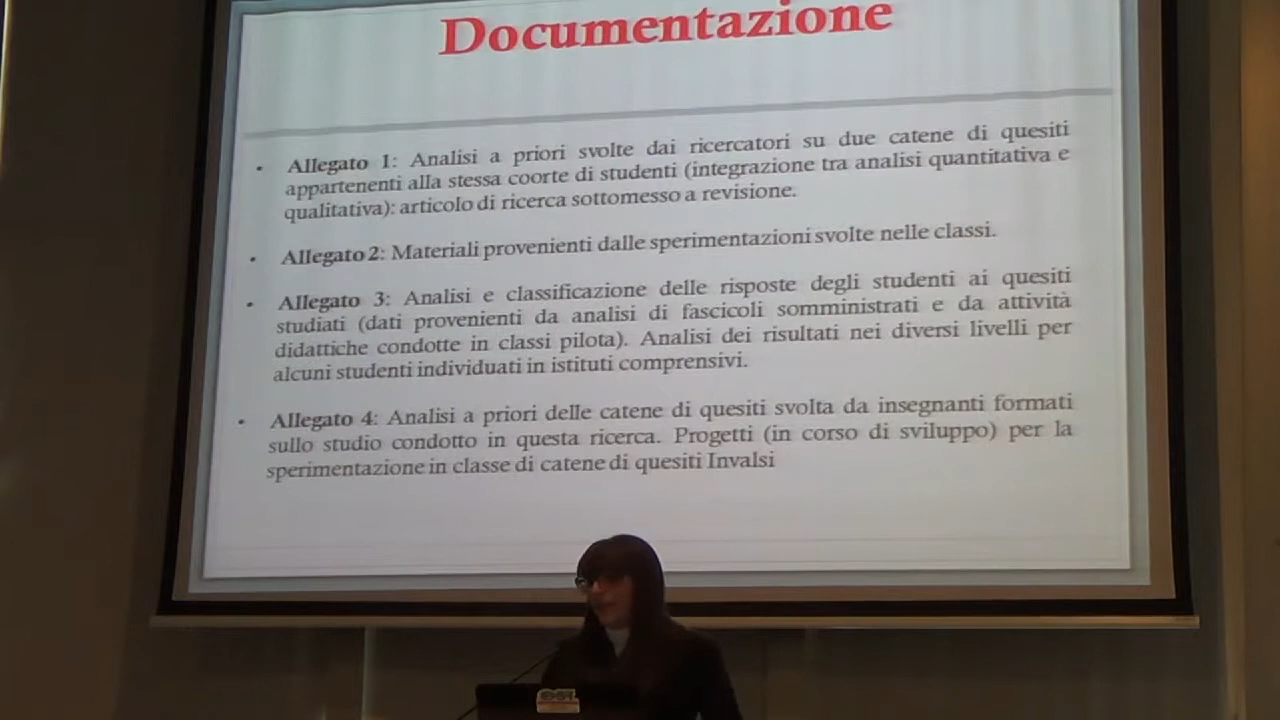 Documentazione
• Allegato 1: Analisi a priori svolte dai ricercatori su due catene di quesiti
appartenenti alla stessa coorte di studenti (integrazione tra analisi quantitativa e
qualitativa): articolo di ricerca sottomesso a revisione.
• Allegato 2: Materiali provenienti dalle sperimentazioni svolte nelle classi.
• Allegato 3: Analisi e classificazione delle risposte degli studenti ai quesiti
studiati (dati provenienti da analisi di fascicoli somministrati e da attività
didattiche condotte in classi pilota). Analisi dei risultati nei diversi livelli per
alcuni studenti individuati in istituti comprensivi.
• Allegato 4: Analisi a priori delle catene di quesiti svolta da insegnanti formati
sullo studio condotto in questa ricerca. Progetti (in corso di sviluppo) per la
sperimentazione in classe di catene di quesiti Invalsi